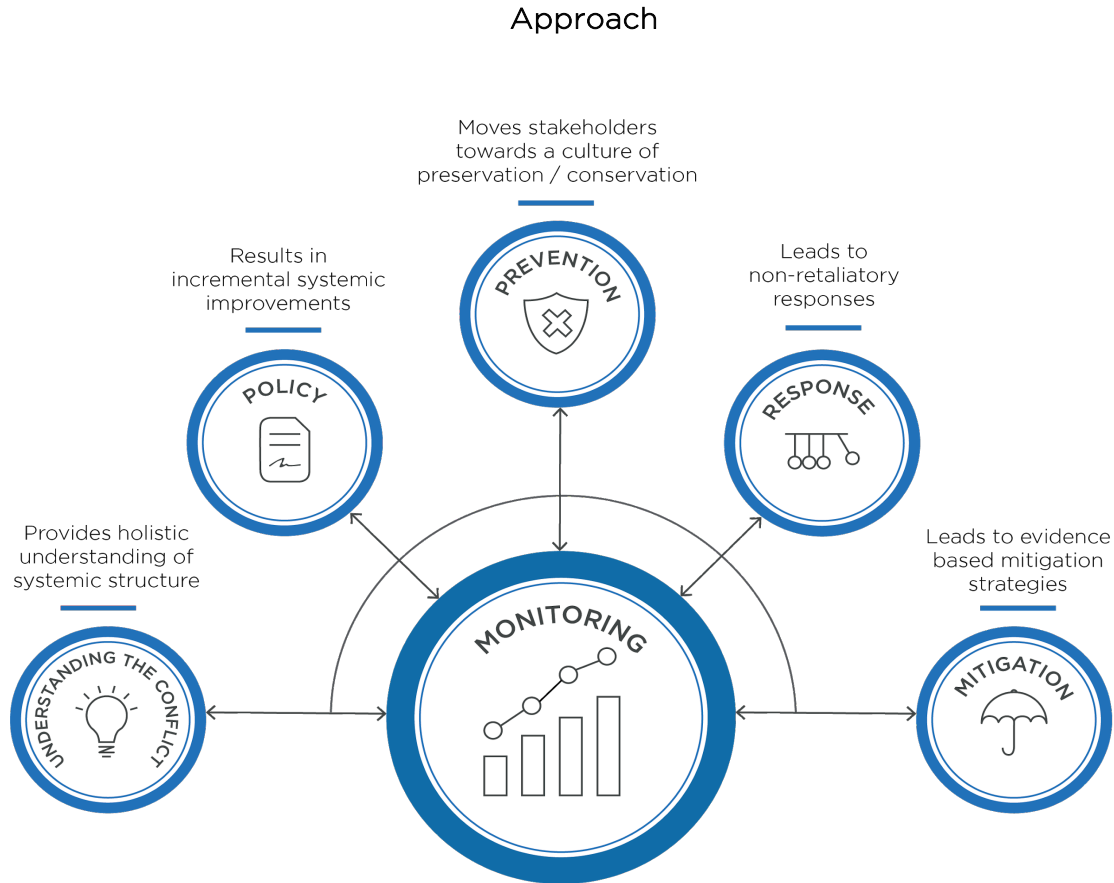 Approach
Moves stakeholders
towards a culture of
preservation / conservation
PREVENTION
Results in
incremental systemic
improvements
POLICY
Leads to
non-retaliatory
responses
RESPONSE
Provides holistic
understanding of
systemic structure
UNDERSTANDING THE CONFLICT
Leads to evidence
based mitigation
strategies
MITIGATION
MONITORING